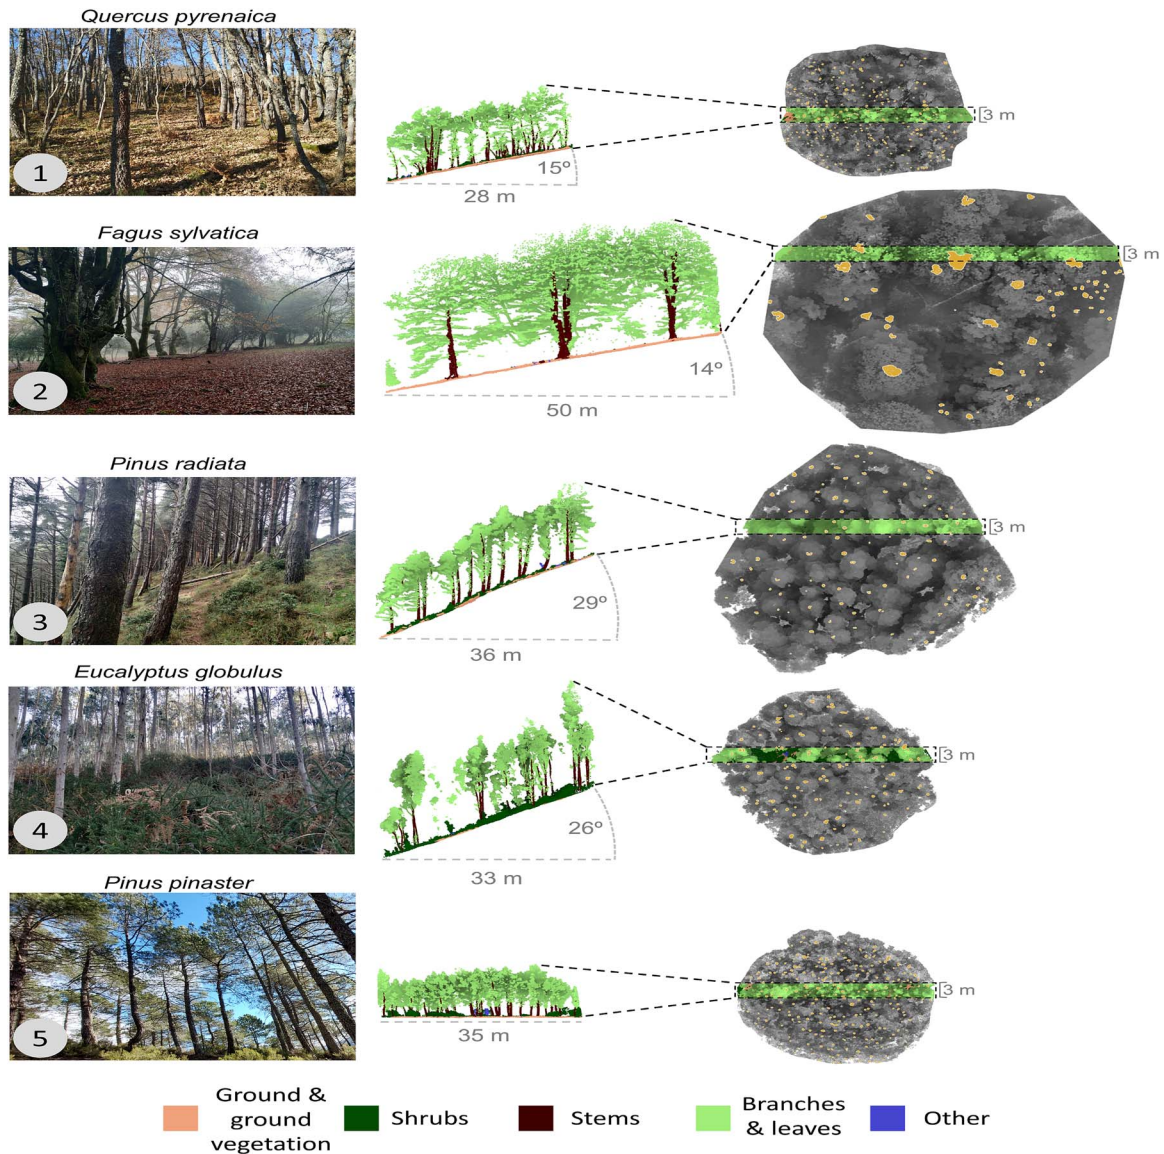 Quercus pyrenaica
1
15º
28 m
3 m
Fagus sylvatica
2
14º
50 m
3 m
Pinus radiata
3
29º
36 m
3 m
Eucalyptus globulus
4
26º
33 m
3 m
Pinus pinaster
5
35 m
3 m
Ground &
ground
vegetation
Shrubs
Stems
Branches
& leaves
Other